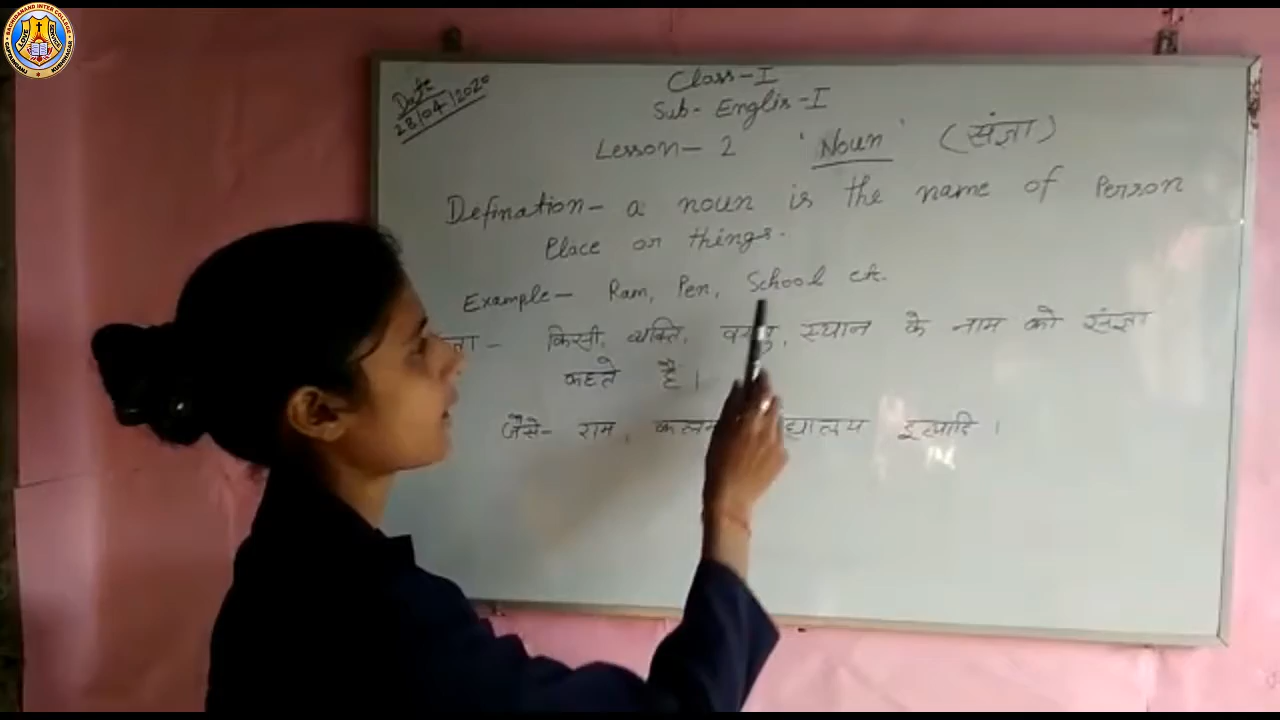 Date
28/04/2020
Class-I
Sub- Englis-I
Lesson- 2 'Noun' (संज्ञा)
Defination- a noun is the name of Person
Place or things.
Example- Ram, Pen, School etc.
ज्ञा - किसी, व्यक्ति, वस्तु, स्थान के नाम को संज्ञा
कहते है।
जैसे- राम, कलम द्यालय इत्यादि।